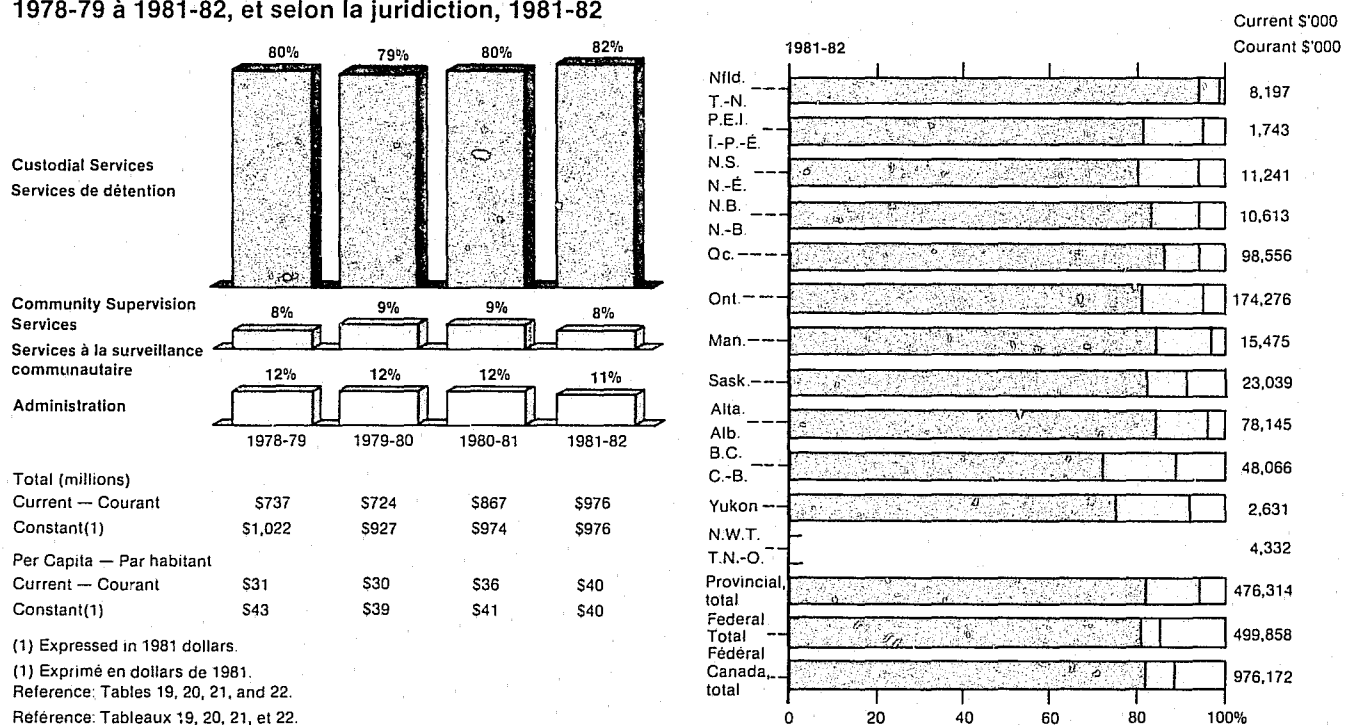 1978-79 à 1981-82, et selon la juridiction, 1981-82
80% 79% 80% 82%
Custodial Services
Services de détention
8% 9% 9% 8%
Community Supervision
Services
Services à la surveillance
communautaire
12% 12% 12% 11%
Administration
1978-79 1979-80 1980-81 1981-82
Total (millions)
Current — Courant $737 $724 $867 $976
Constant(1) $1,022 $927 $974 $976
Per Capita — Par habitant
Current — Courant $31 $30 $36 $40
Constant(1) $43 $39 $41 $40
(1) Expressed in 1981 dollars.
(1) Exprimé en dollars de 1981.
Reference: Tables 19, 20, 21, and 22.
Référence: Tableaux 19, 20, 21, et 22.
Current $'000
Courant $'000
1981-82
Nfld.
T.-N. 8,197
P.E.I.
Î.-P.-É. 1,743
N.S.
N.-É. 11,241
N.B.
N.-B. 10,613
Qc. 98,556
Ont. 174,276
Man. 15,475
Sask. 23,039
Alta.
Alb. 78,145
B.C.
C.-B. 48,066
Yukon 2,631
N.W.T.
T.N.-O. 4,332
Provincial,
total 476,314
Federal
Total 499,858
Fédéral
Canada,
total 976,172
0 20 40 60 80 100%